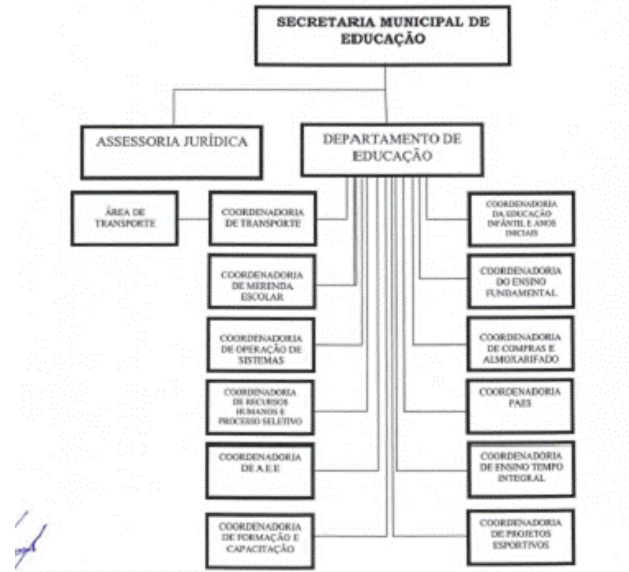 SECRETARIA MUNICIPAL DE
EDUCAÇÃO
ASSESSORIA JURÍDICA
DEPARTAMENTO DE
EDUCAÇÃO
ÁREA DE
TRANSPORTE
COORDENADORIA
DE TRANSPORTE
COORDENADORIA
DE MERENDA
ESCOLAR
COORDENADORIA
DE OPERAÇÃO DE
SISTEMAS
COORDENADORIA
DE RECURSOS
HUMANOS E
PROCESSO SELETIVO
COORDENADORIA
DE A.E.E
COORDENADORIA
DE FORMAÇÃO E
CAPACITAÇÃO
COORDENADORIA
DA EDUCAÇÃO
INFÂNTIL E ANOS
INICIAIS
COORDENADORIA
DO ENSINO
FUNDAMENTAL
COORDENADORIA
DE COMPRAS E
ALMOXARIFADO
COORDENADORIA
PAES
COORDENADORIA
DE ENSINO TEMPO
INTEGRAL
COORDENADORIA
DE PROJETOS
ESPORTIVOS